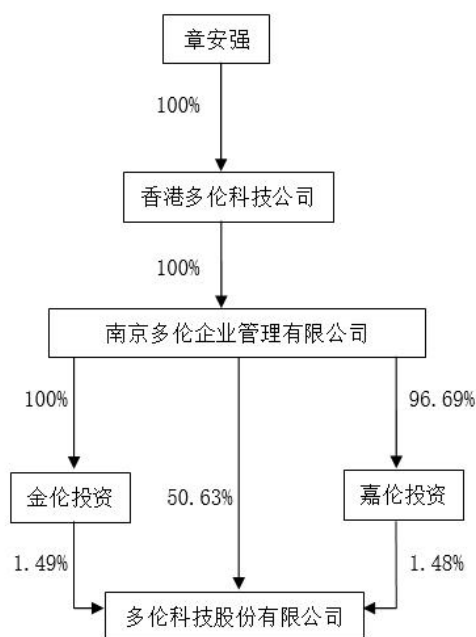 章安强
100%
香港多伦科技公司
100%
南京多伦企业管理有限公司
100%
96.69%
金伦投资
50.63%
嘉伦投资
1.49%
1.48%
多伦科技股份有限公司